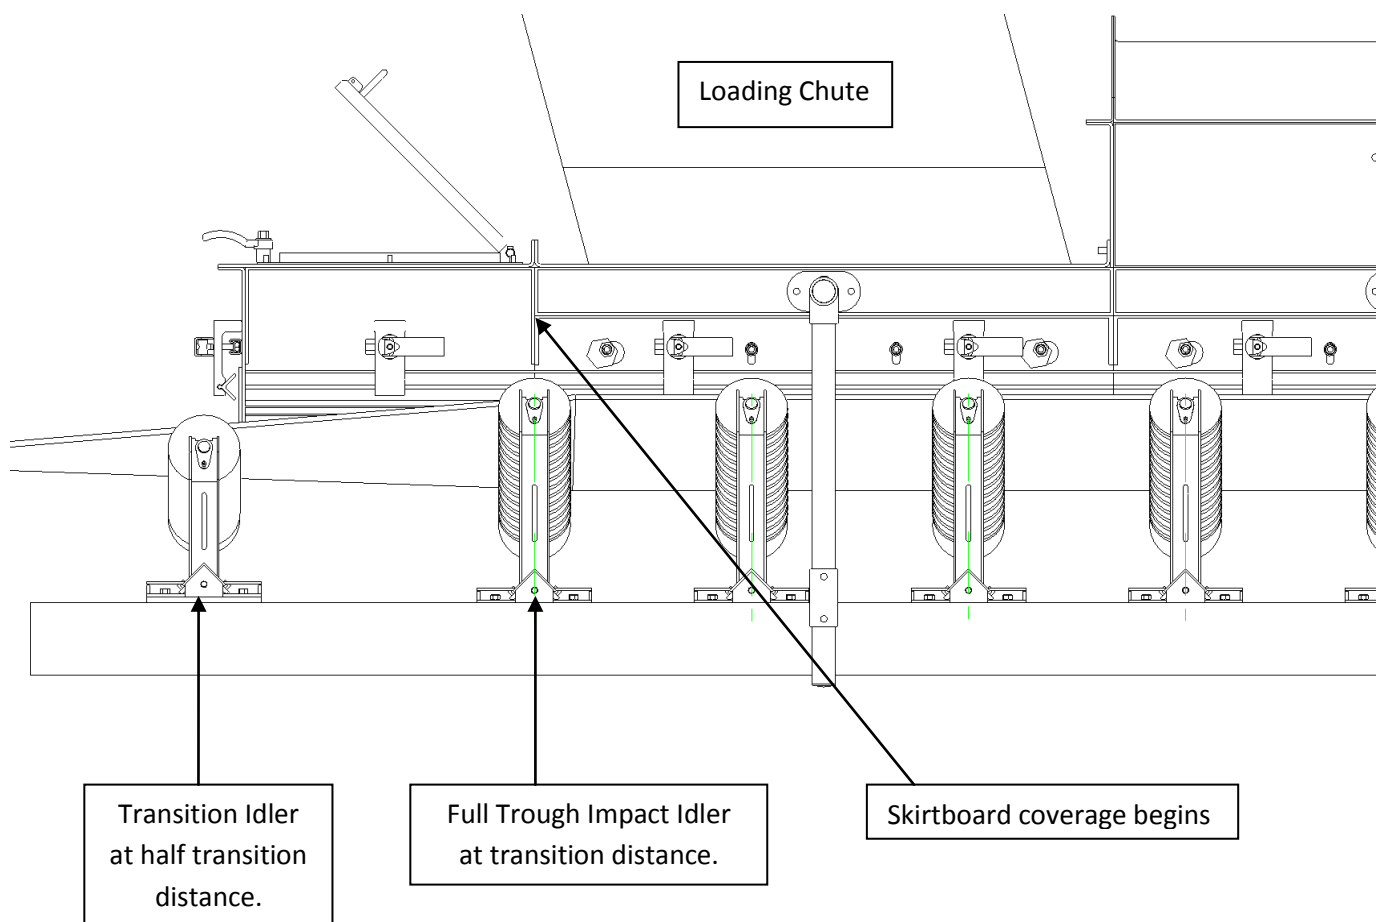 Loading Chute
Transition Idler
at half transition
distance.
Full Trough Impact Idler
at transition distance.
Skirtboard coverage begins